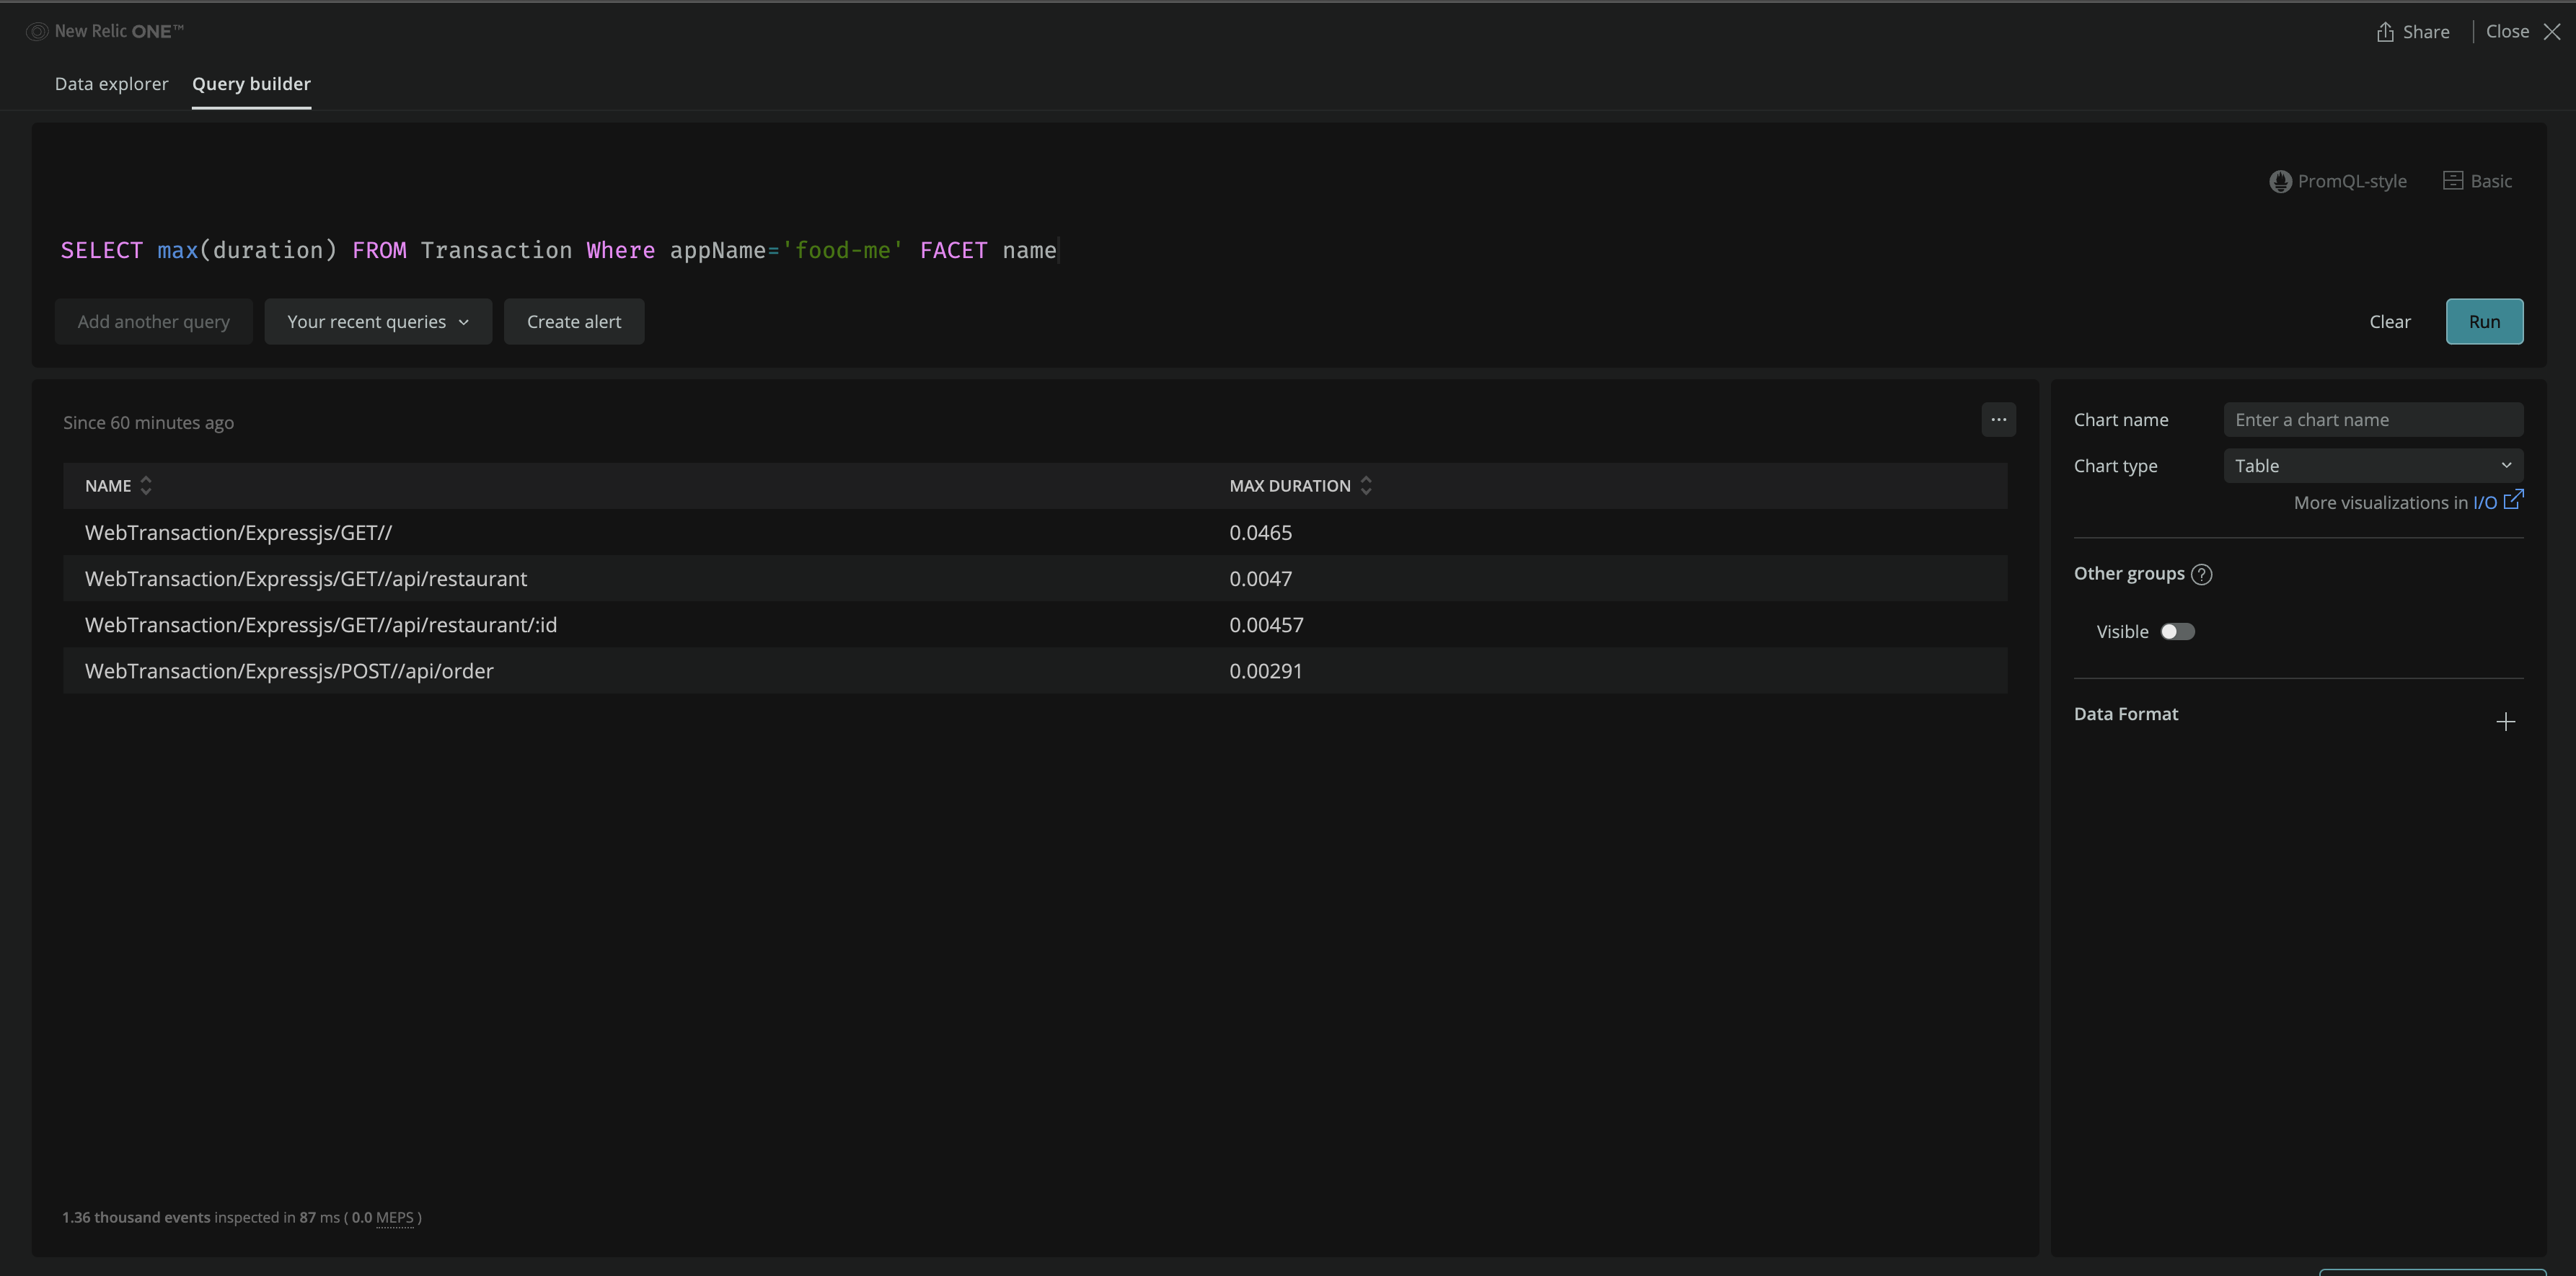 New Relic ONE™
Share
Close
Data explorer
Query builder
PromQL-style
Basic
SELECT max(duration) FROM Transaction Where appName='food-me' FACET name
Add another query
Your recent queries
Create alert
Clear
Run
Since 60 minutes ago
...
NAME
MAX DURATION
WebTransaction/Expressjs/GET//
0.0465
WebTransaction/Expressjs/GET//api/restaurant
0.0047
WebTransaction/Expressjs/GET//api/restaurant/:id
0.00457
WebTransaction/Expressjs/POST//api/order
0.00291
1.36 thousand events inspected in 87 ms ( 0.0 MEPS )
Chart name
Enter a chart name
Chart type
Table
More visualizations in I/O
Other groups ?
Visible
Data Format
+